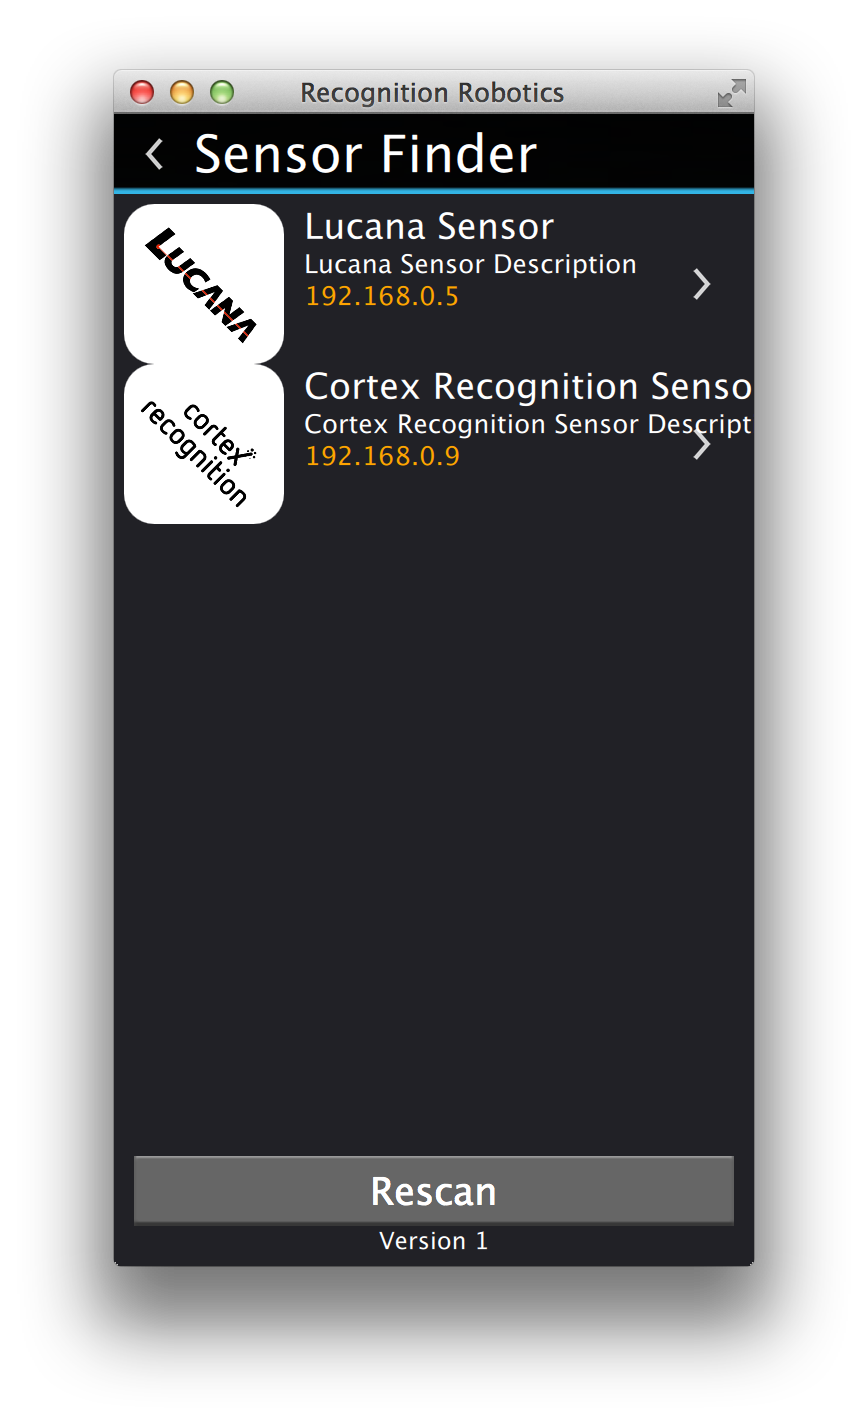 Recognition Robotics
Sensor Finder
LUCANA
Lucana Sensor
Lucana Sensor Description
192.168.0.5
cortex
recognition
Cortex Recognition Senso
Cortex Recognition Sensor Descript
192.168.0.9
Rescan
Version 1